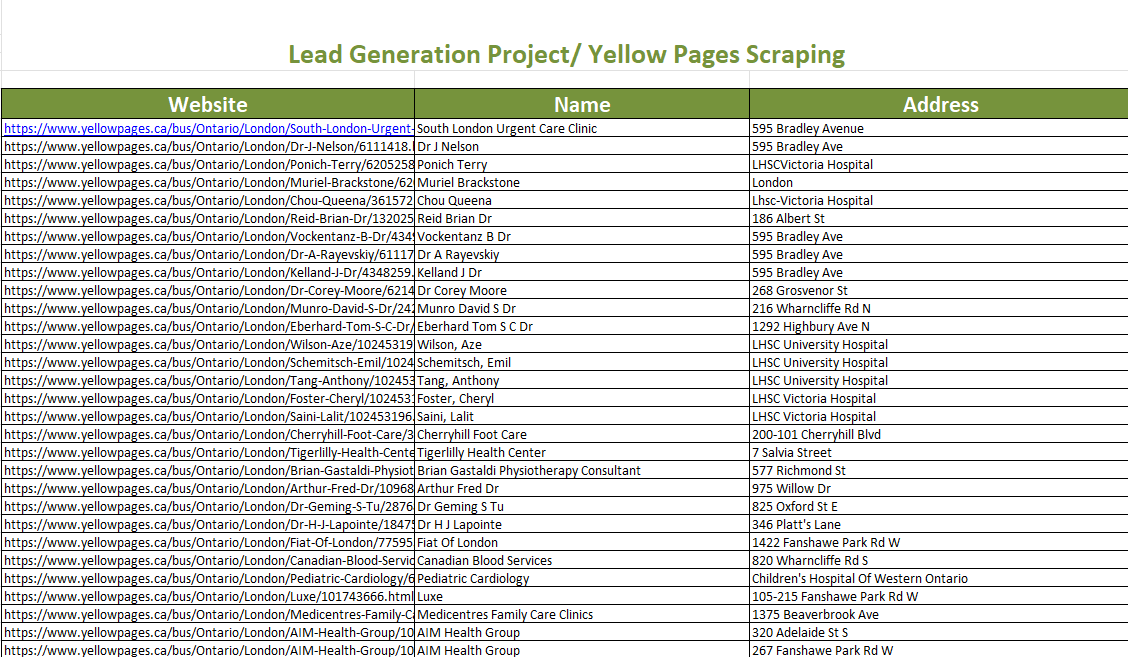 Lead Generation Project/ Yellow Pages Scraping
Website Name Address
https://www.yellowpages.ca/bus/Ontario/London/South-London-Urgent- South London Urgent Care Clinic 595 Bradley Avenue
https://www.yellowpages.ca/bus/Ontario/London/Dr-J-Nelson/6111418. Dr J Nelson 595 Bradley Ave
https://www.yellowpages.ca/bus/Ontario/London/Ponich-Terry/6205258 Ponich Terry LHSCVictoria Hospital
https://www.yellowpages.ca/bus/Ontario/London/Muriel-Brackstone/62 Muriel Brackstone London
https://www.yellowpages.ca/bus/Ontario/London/Chou-Queena/361572 Chou Queena Lhsc-Victoria Hospital
https://www.yellowpages.ca/bus/Ontario/London/Reid-Brian-Dr/132025 Reid Brian Dr 186 Albert St
https://www.yellowpages.ca/bus/Ontario/London/Vockentanz-B-Dr/434 Vockentanz B Dr 595 Bradley Ave
https://www.yellowpages.ca/bus/Ontario/London/Dr-A-Rayevskiy/61117 Dr A Rayevskiy 595 Bradley Ave
https://www.yellowpages.ca/bus/Ontario/London/Kelland-J-Dr/4348259. Kelland J Dr 595 Bradley Ave
https://www.yellowpages.ca/bus/Ontario/London/Dr-Corey-Moore/6214 Dr Corey Moore 268 Grosvenor St
https://www.yellowpages.ca/bus/Ontario/London/Munro-David-S-Dr/242 Munro David S Dr 216 Wharncliffe Rd N
https://www.yellowpages.ca/bus/Ontario/London/Eberhard-Tom-S-C-Dr/ Eberhard Tom S C Dr 1292 Highbury Ave N
https://www.yellowpages.ca/bus/Ontario/London/Wilson-Aze/10245319 Wilson, Aze LHSC University Hospital
https://www.yellowpages.ca/bus/Ontario/London/Schemitsch-Emil/1024 Schemitsch, Emil LHSC University Hospital
https://www.yellowpages.ca/bus/Ontario/London/Tang-Anthony/102453 Tang, Anthony LHSC University Hospital
https://www.yellowpages.ca/bus/Ontario/London/Foster-Cheryl/102453 Foster, Cheryl LHSC Victoria Hospital
https://www.yellowpages.ca/bus/Ontario/London/Saini-Lalit/102453196. Saini, Lalit LHSC Victoria Hospital
https://www.yellowpages.ca/bus/Ontario/London/Cherryhill-Foot-Care/3 Cherryhill Foot Care 200-101 Cherryhill Blvd
https://www.yellowpages.ca/bus/Ontario/London/Tigerlilly-Health-Cente Tigerlilly Health Center 7 Salvia Street
https://www.yellowpages.ca/bus/Ontario/London/Brian-Gastaldi-Physiot Brian Gastaldi Physiotherapy Consultant 577 Richmond St
https://www.yellowpages.ca/bus/Ontario/London/Arthur-Fred-Dr/10968 Arthur Fred Dr 975 Willow Dr
https://www.yellowpages.ca/bus/Ontario/London/Dr-Geming-S-Tu/2876 Dr Geming S Tu 825 Oxford St E
https://www.yellowpages.ca/bus/Ontario/London/Dr-H-J-Lapointe/1847 Dr H J Lapointe 346 Platt's Lane
https://www.yellowpages.ca/bus/Ontario/London/Fiat-Of-London/77595 Fiat Of London 1422 Fanshawe Park Rd W
https://www.yellowpages.ca/bus/Ontario/London/Canadian-Blood-Servic Canadian Blood Services 820 Wharncliffe Rd S
https://www.yellowpages.ca/bus/Ontario/London/Pediatric-Cardiology/6 Pediatric Cardiology Children's Hospital Of Western Ontario
https://www.yellowpages.ca/bus/Ontario/London/Luxe/101743666.html Luxe 105-215 Fanshawe Park Rd W
https://www.yellowpages.ca/bus/Ontario/London/Medicentres-Family-C Medicentres Family Care Clinics 1375 Beaverbrook Ave
https://www.yellowpages.ca/bus/Ontario/London/AIM-Health-Group/10 AIM Health Group 320 Adelaide St S
https://www.yellowpages.ca/bus/Ontario/London/AIM-Health-Group/10 AIM Health Group 267 Fanshawe Park Rd W